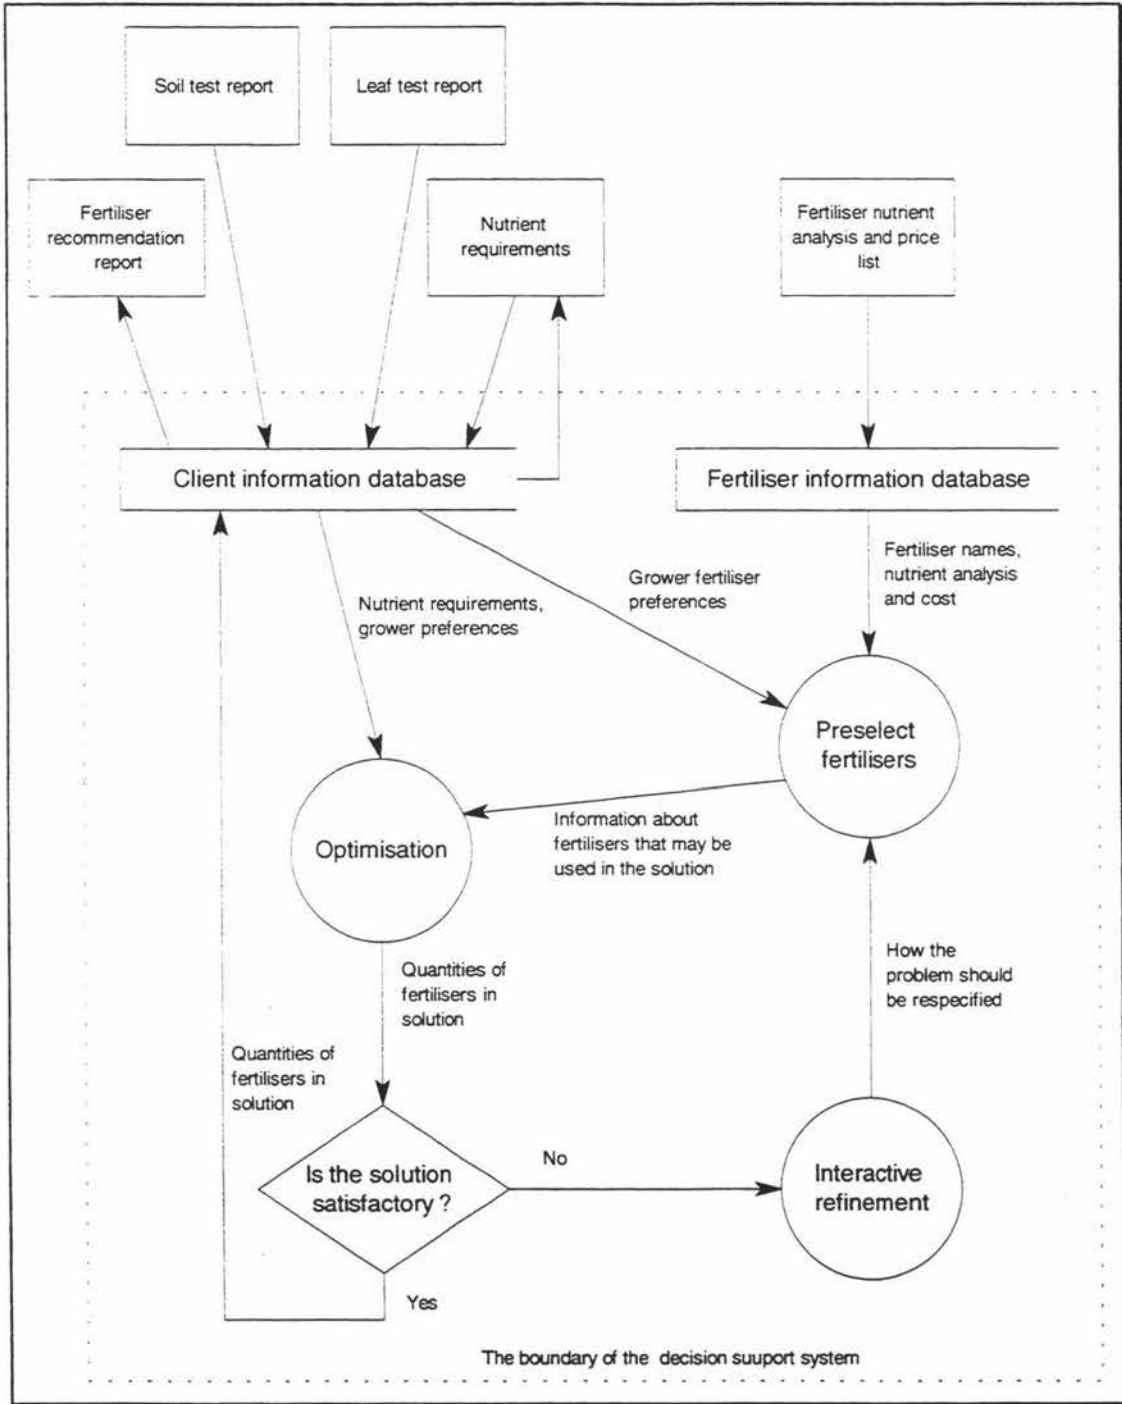 Soil test report
Leaf test report
Fertiliser
recommendation
report
Nutrient
requirements
Fertiliser nutrient
analysis and price
list
Client information database
Fertiliser information database
Fertiliser names,
nutrient analysis
and cost
Grower fertiliser
preferences
Nutrient requirements,
grower preferences
Preselect
fertilisers
Information about
fertilisers that may be
used in the solution
Optimisation
How the
problem should
be respecified
Quantities of
fertilisers in
solution
Quantities of
fertilisers in
solution
Is the solution
satisfactory ?
No
Interactive
refinement
Yes
The boundary of the decision suuport system